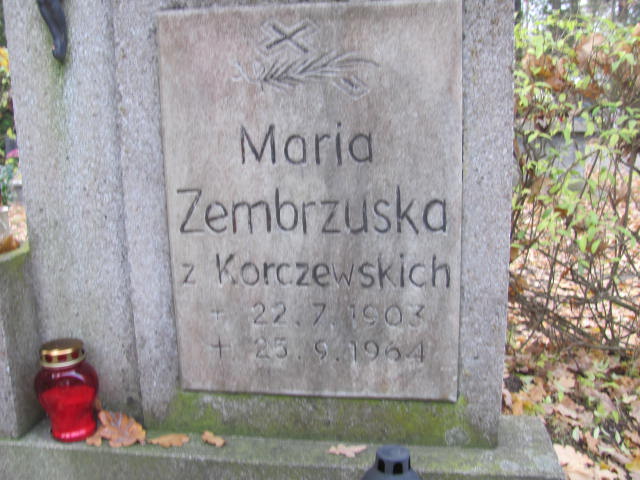 Maria
Zembrzuska
z Korczewskich
+ 22.7.1903
+ 25.9.1964